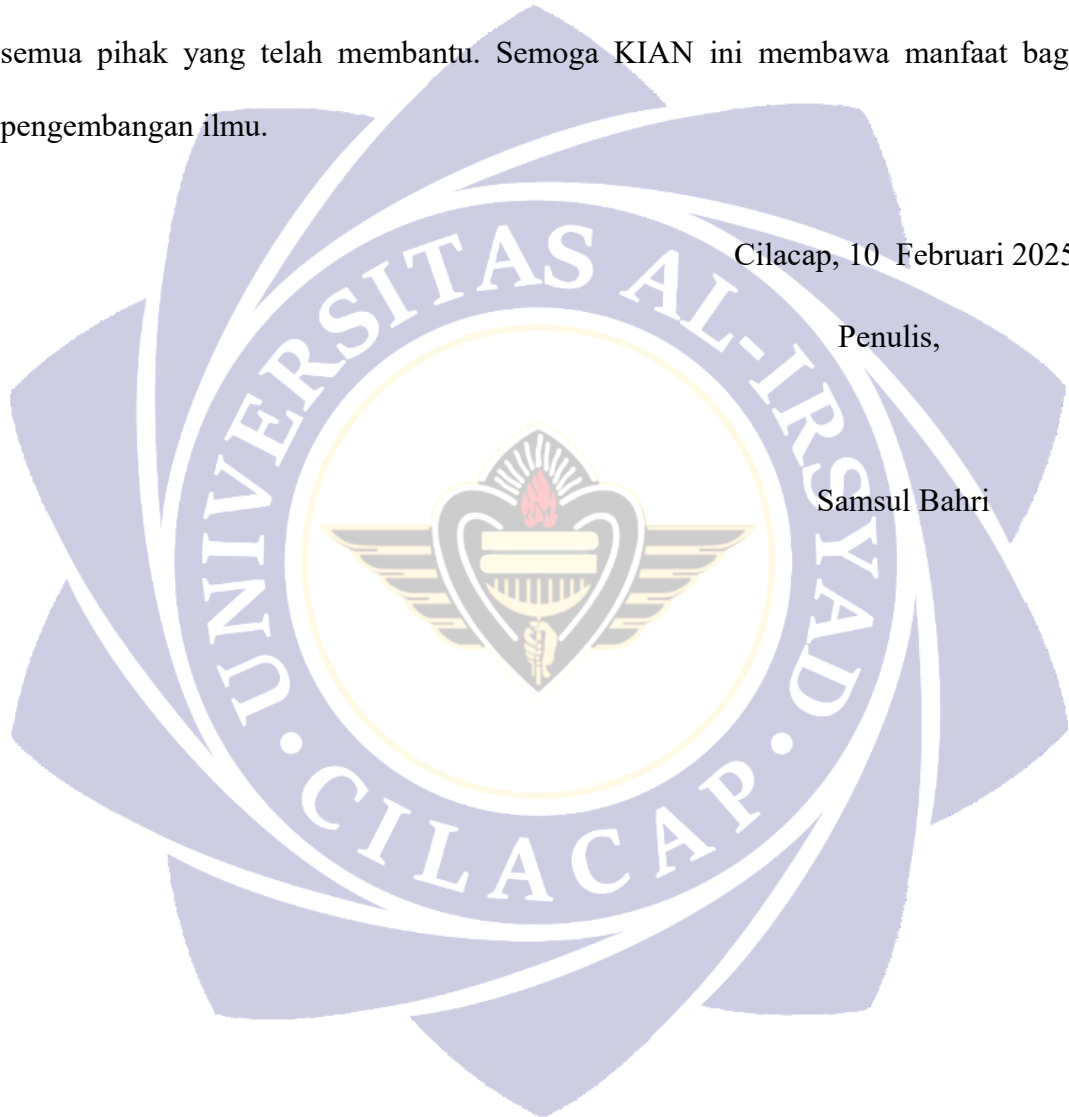 semua pihak yang telah membantu. Semoga KIAN ini membawa manfaat bag
pengembangan ilmu.
Cilacap, 10 Februari 2025
Penulis,
Samsul Bahri
UNIVERSITAS AL-IRSYAD
CILACAP